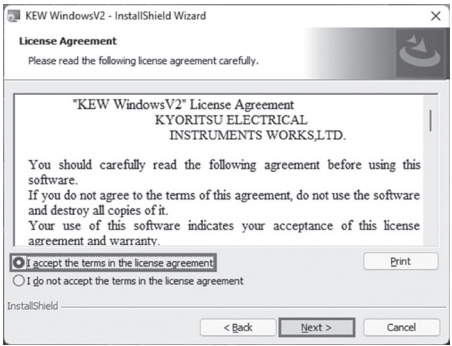 KEW WindowsV2 - InstallShield Wizard
License Agreement
Please read the following license agreement carefully.
"KEW WindowsV2" License Agreement
KYORITSU ELECTRICAL
INSTRUMENTS WORKS,LTD.
You should carefully read the following agreement before using this
software.
If you do not agree to the terms of this agreement, do not use the software
and destroy all copies of it.
Your use of this software indicates your acceptance of this license
agreement and warranty.
I accept the terms in the license agreement
Print
I do not accept the terms in the license agreement
InstallShield
< Back
Next >
Cancel